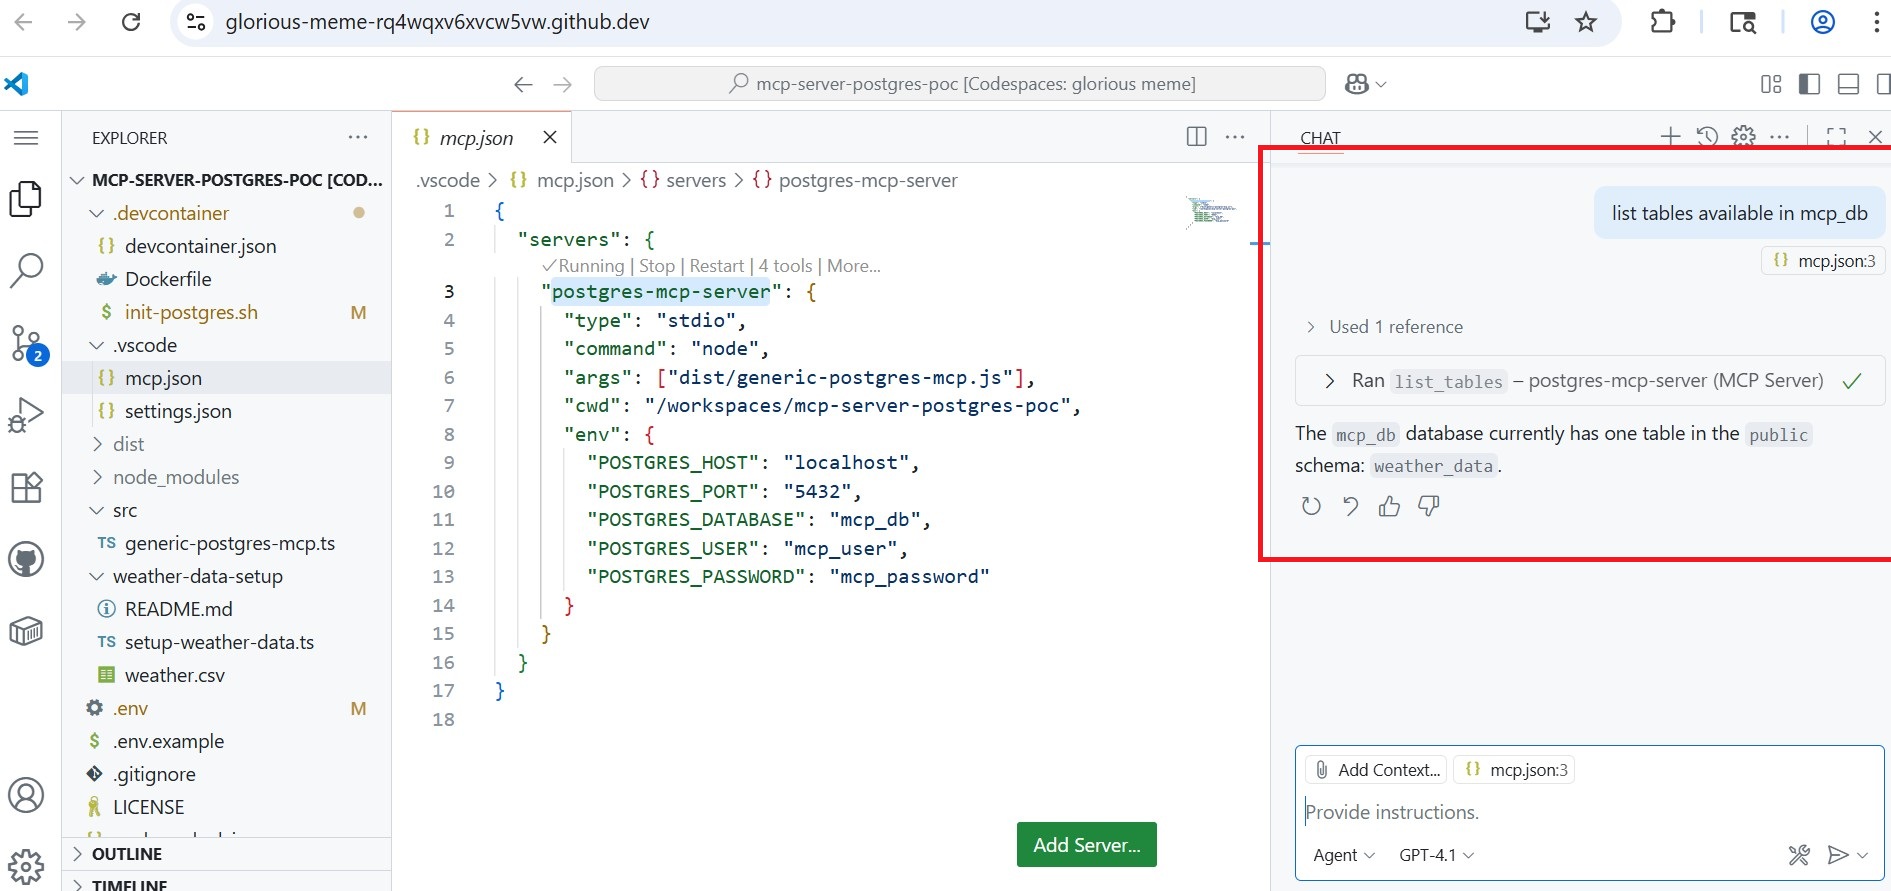 glorious-meme-rq4wqxv6xvcw5vw.github.dev
mcp-server-postgres-poc [Codespaces: glorious meme]
EXPLORER
MCP-SERVER-POSTGRES-POC [COD...
.devcontainer
devcontainer.json
Dockerfile
$ init-postgres.sh M
.vscode
{} mcp.json
{} settings.json
dist
node_modules
src
TS generic-postgres-mcp.ts
weather-data-setup
README.md
TS setup-weather-data.ts
weather.csv
.env M
$ .env.example
.gitignore
LICENSE
OUTLINE
TIMELINE
2
{} mcp.json
.vscode > {} mcp.json > {} servers > {} postgres-mcp-server
1 {
2 "servers": {
✓Running | Stop | Restart | 4 tools | More...
3 "postgres-mcp-server": {
4 "type": "stdio",
5 "command": "node",
6 "args": ["dist/generic-postgres-mcp.js"],
7 "cwd": "/workspaces/mcp-server-postgres-poc",
8 "env": {
9 "POSTGRES_HOST": "localhost",
10 "POSTGRES_PORT": "5432",
11 "POSTGRES_DATABASE": "mcp_db",
12 "POSTGRES_USER": "mcp_user",
13 "POSTGRES_PASSWORD": "mcp_password"
14 }
15 }
16 }
17 }
18
Add Server...
CHAT
list tables available in mcp_db
{} mcp.json:3
> Used 1 reference
> Ran list_tables – postgres-mcp-server (MCP Server) ✓
The mcp_db database currently has one table in the public
schema: weather_data.
Add Context... {} mcp.json:3
Provide instructions.
Agent GPT-4.1